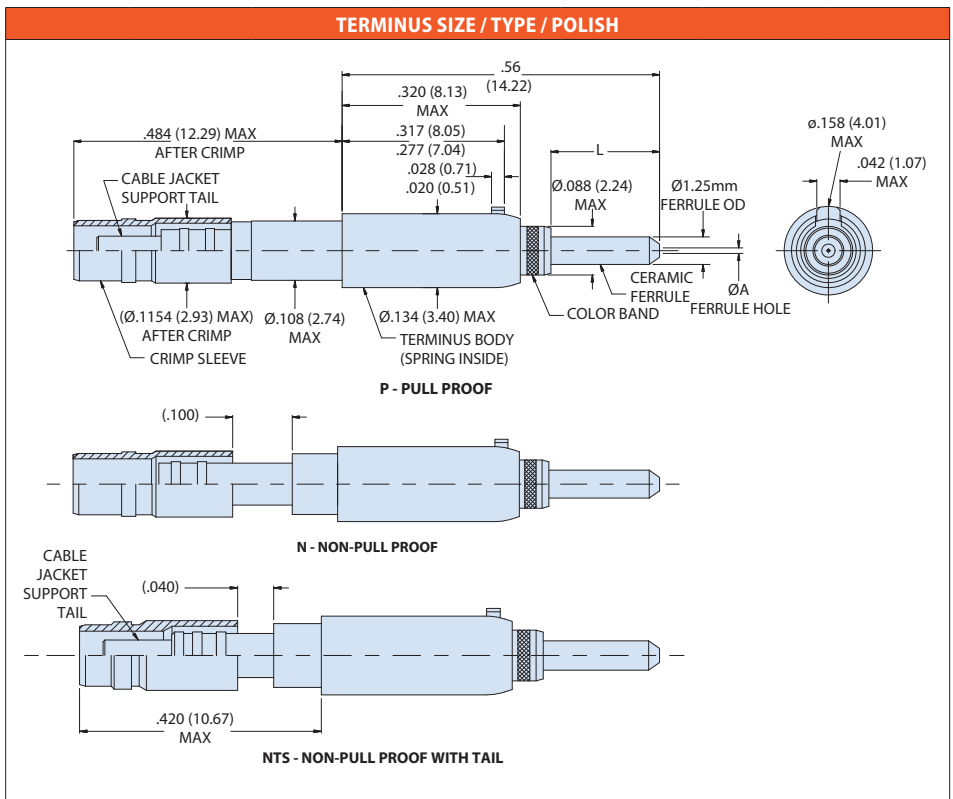 TERMINUS SIZE / TYPE / POLISH
.56
(14.22)
.320 (8.13)
MAX
.484 (12.29) MAX
AFTER CRIMP
.317 (8.05)
.277 (7.04)
.028 (0.71)
.020 (0.51)
L
ø.158 (4.01)
MAX
.042 (1.07)
MAX
CABLE JACKET
SUPPORT TAIL
Ø.088 (2.24)
MAX
Ø1.25mm
FERRULE OD
(Ø.1154 (2.93) MAX)
AFTER CRIMP
CRIMP SLEEVE
Ø.108 (2.74)
MAX
Ø.134 (3.40) MAX
TERMINUS BODY
(SPRING INSIDE)
COLOR BAND
CERAMIC
FERRULE
ØA
FERRULE HOLE
P - PULL PROOF
(.100)
N - NON-PULL PROOF
CABLE
JACKET
SUPPORT
TAIL
(.040)
.420 (10.67)
MAX
NTS - NON-PULL PROOF WITH TAIL